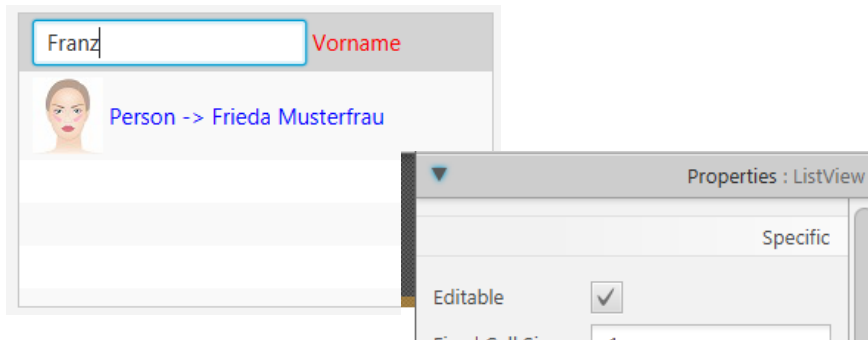 Franz Vorname
Person -> Frieda Musterfrau
Properties : ListView
Specific
Editable